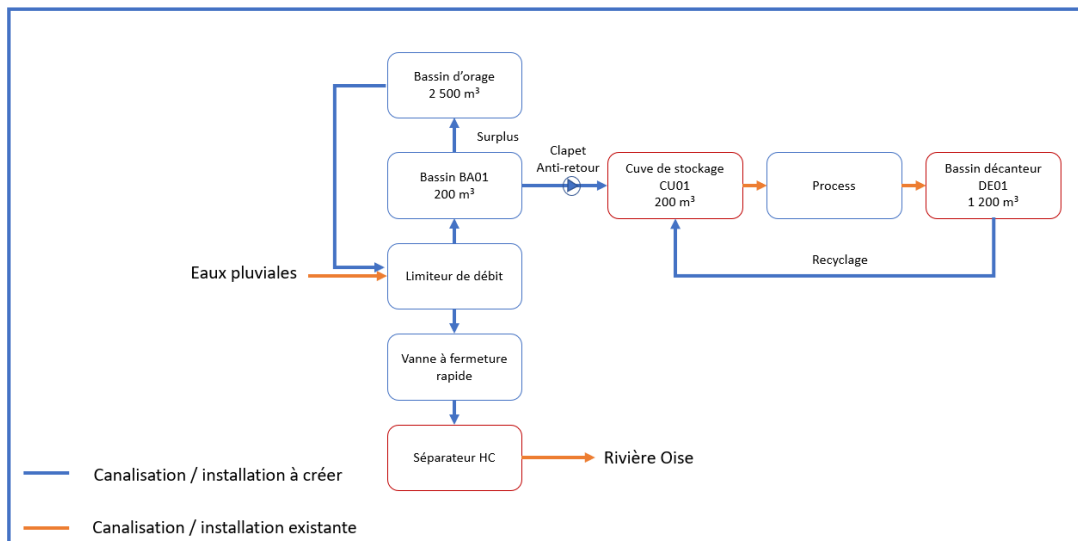 Bassin d'orage
2 500 m³
Surplus
Clapet
Anti-retour
Bassin BA01
200 m³
Cuve de stockage
CU01
200 m³
Process
Bassin décanteur
DE01
1 200 m³
Eaux pluviales
Limiteur de débit
Recyclage
Vanne à fermeture
rapide
Séparateur HC
Rivière Oise
Canalisation / installation à créer
Canalisation / installation existante